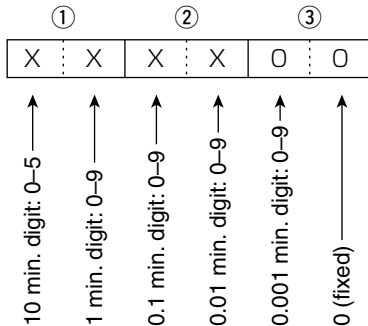 ① ② ③
X X X X 0 0
10 min. digit: 0–5
1 min. digit: 0–9
0.1 min. digit: 0–9
0.01 min. digit: 0–9
0.001 min. digit: 0–9
0 (fixed)